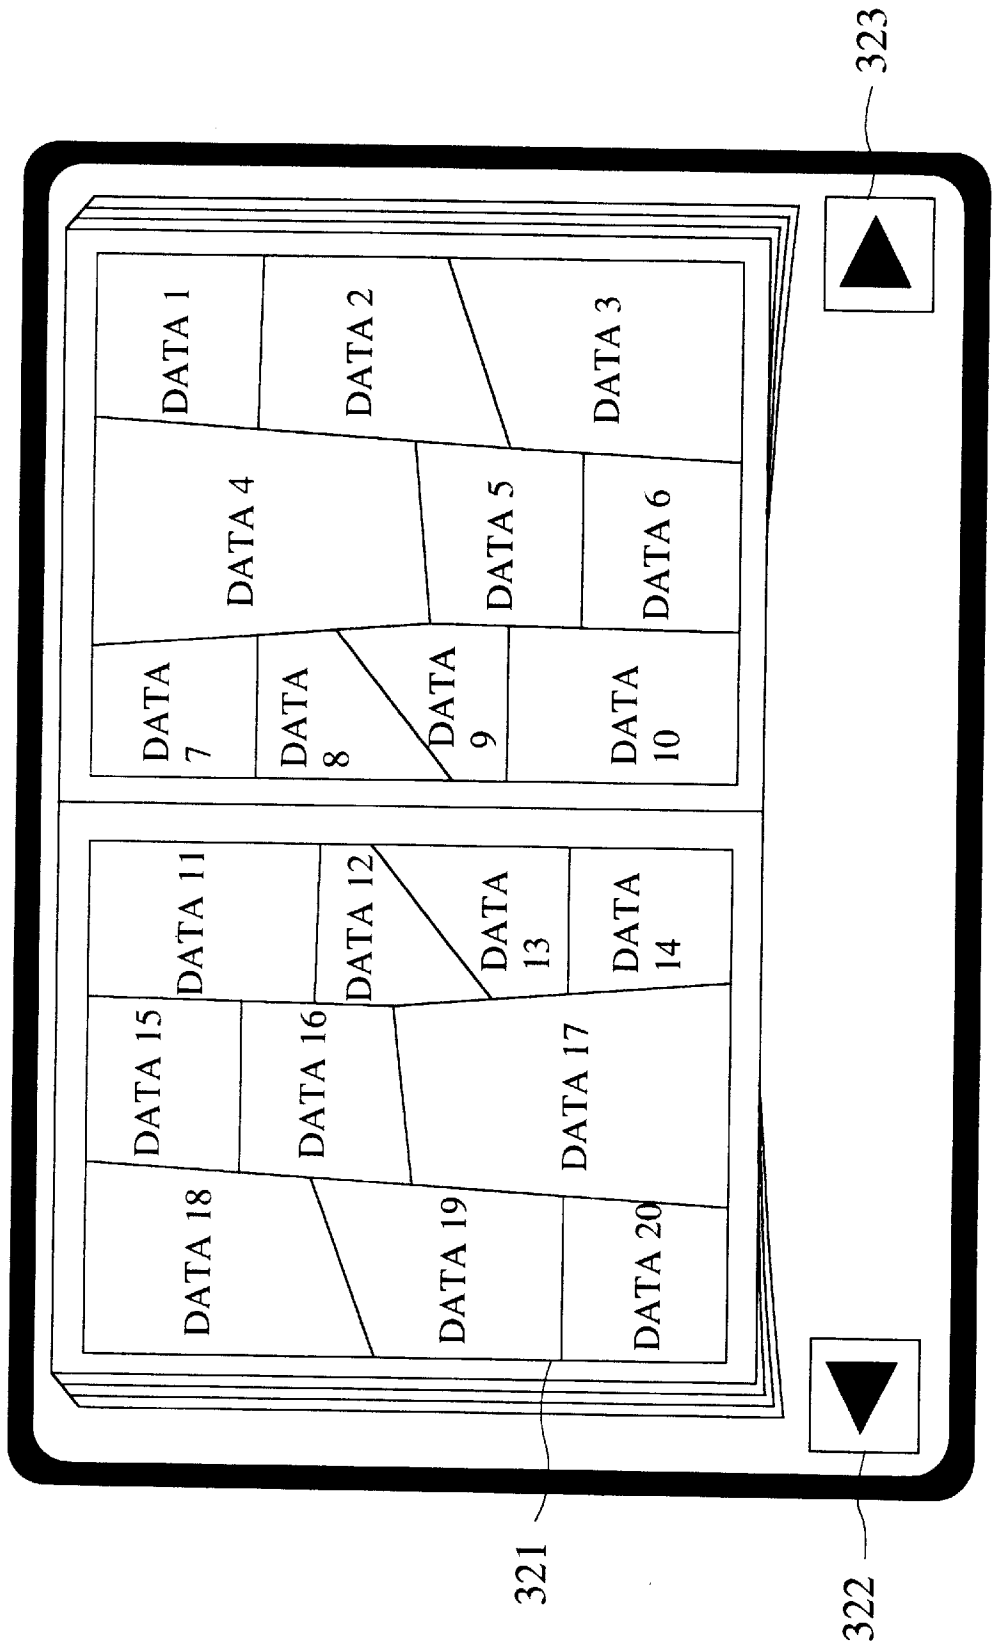 DATA 1
DATA 2
DATA 3
DATA 4
DATA 5
DATA 6
DATA
7
DATA
8
DATA
9
DATA
10
DATA 11
DATA 12
DATA
13
DATA
14
DATA 15
DATA 16
DATA 17
DATA 18
DATA 19
DATA 20
321
322
323